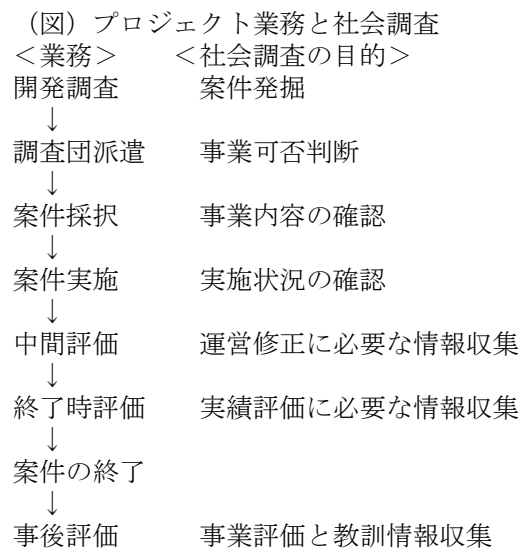 （図）プロジェクト業務と社会調査
＜業務＞　　＜社会調査の目的＞
開発調査　　　案件発掘
↓
調査団派遣　　事業可否判断
↓
案件採択　　　事業内容の確認
↓
案件実施　　　実施状況の確認
↓
中間評価　　　運営修正に必要な情報収集
↓
終了時評価　　実績評価に必要な情報収集
↓
案件の終了
↓
事後評価　　　事業評価と教訓情報収集